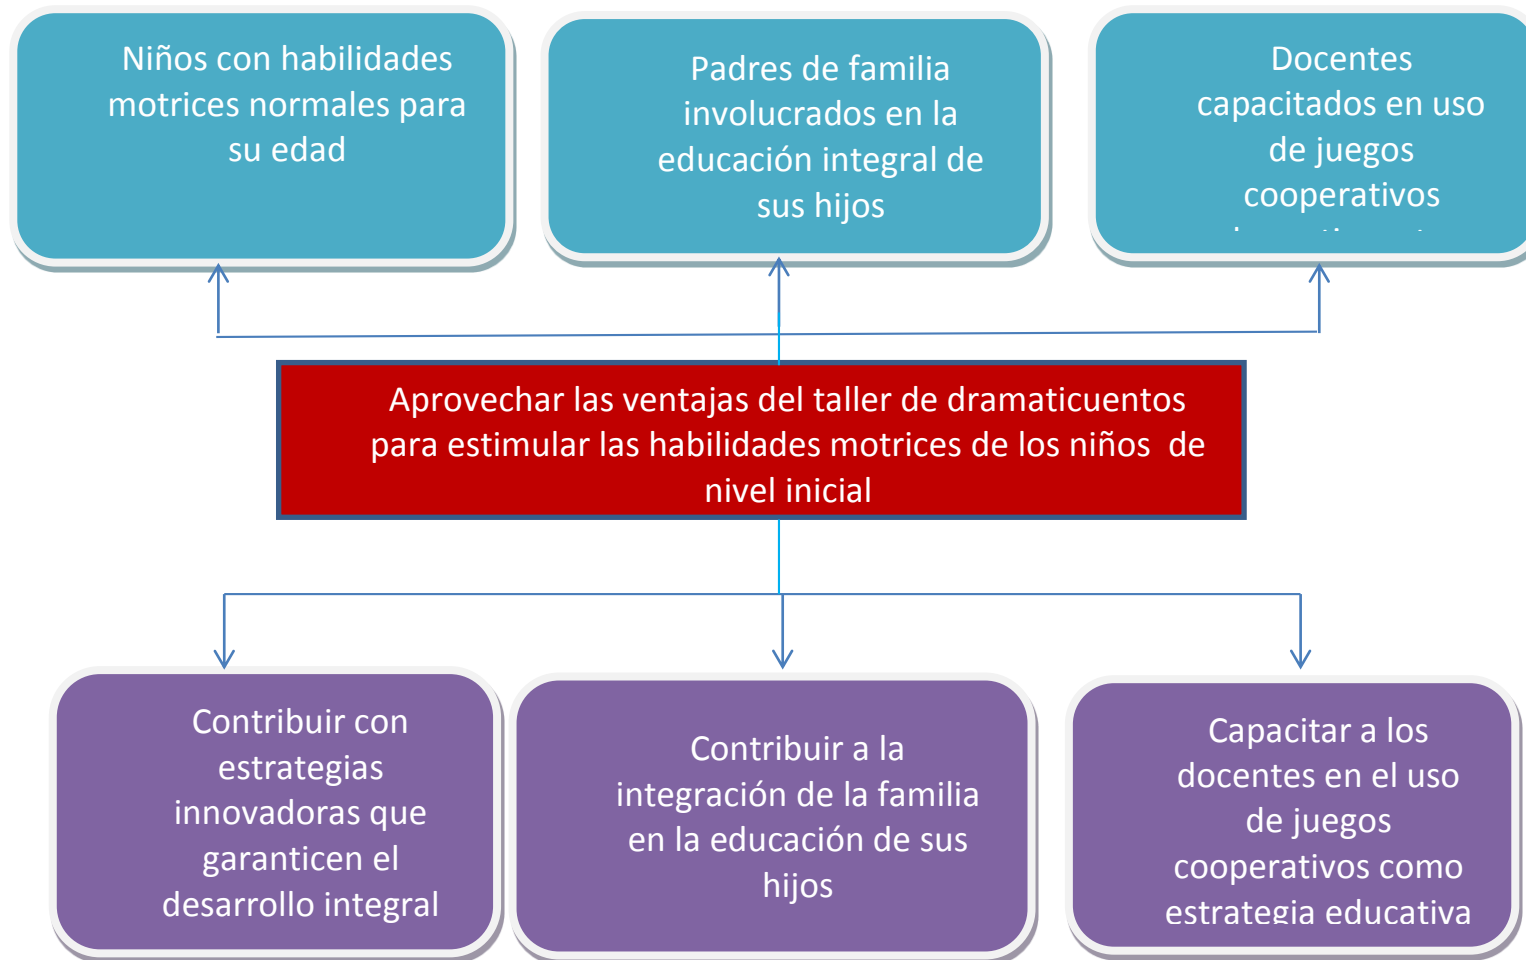 Niños con habilidades
motrices normales para
su edad
Padres de familia
involucrados en la
educación integral de
sus hijos
Docentes
capacitados en uso
de juegos
cooperativos
Aprovechar las ventajas del taller de dramaticuentos
para estimular las habilidades motrices de los niños de
nivel inicial
Contribuir con
estrategias
innovadoras que
garanticen el
desarrollo integral
Contribuir a la
integración de la familia
en la educación de sus
hijos
Capacitar a los
docentes en el uso
de juegos
cooperativos como
estrategia educativa